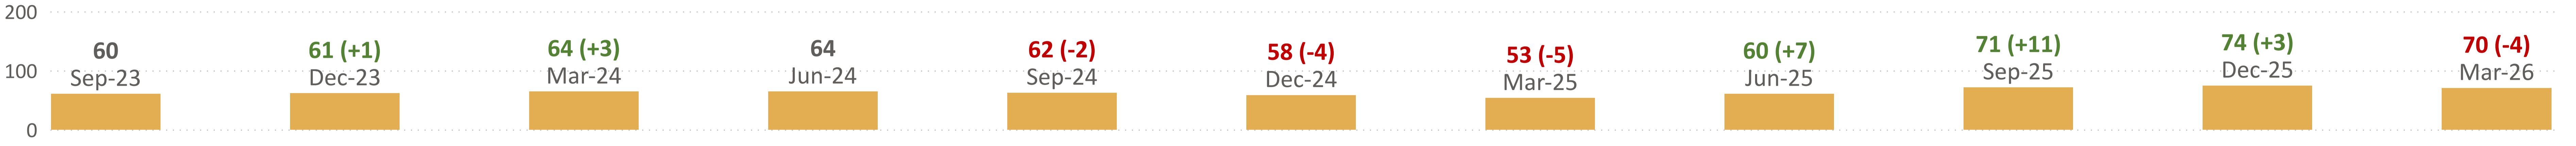 200
60
61 (+1)
64 (+3)
64
62 (-2)
58 (-4)
53 (-5)
60 (+7)
71 (+11)
74 (+3)
70 (-4)
100
Sep-23
Dec-23
Mar-24
Jun-24
Sep-24
Dec-24
Mar-25
Jun-25
Sep-25
Dec-25
Mar-26
0